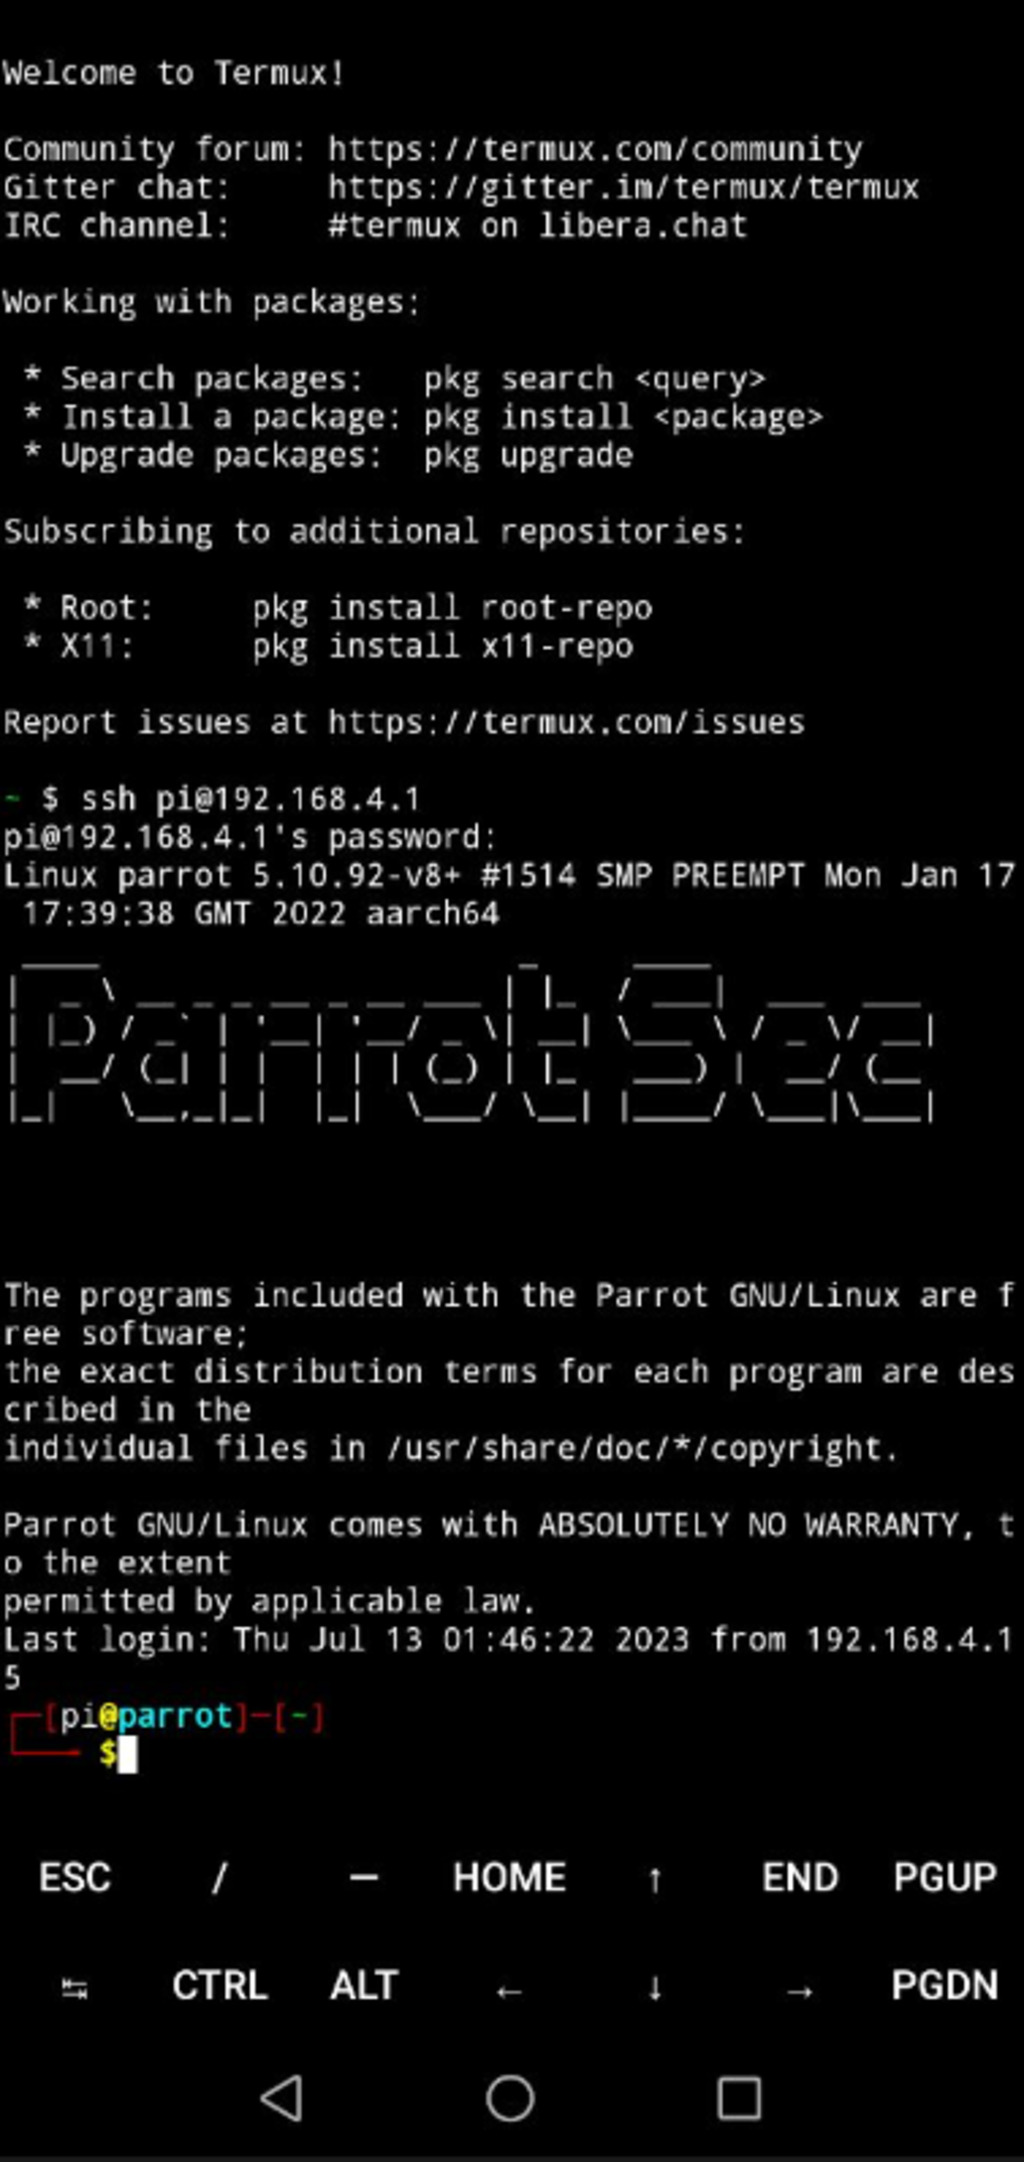 Welcome to Termux!
Community forum: https://termux.com/community
Gitter chat:     https://gitter.im/termux/termux
IRC channel:     #termux on libera.chat
Working with packages:
 * Search packages:   pkg search <query>
 * Install a package: pkg install <package>
 * Upgrade packages:  pkg upgrade
Subscribing to additional repositories:
 * Root:     pkg install root-repo
 * X11:      pkg install x11-repo
Report issues at https://termux.com/issues
~ $ ssh pi@192.168.4.1
pi@192.168.4.1's password:
Linux parrot 5.10.92-v8+ #1514 SMP PREEMPT Mon Jan 17
 17:39:38 GMT 2022 aarch64
Parrot Sec
The programs included with the Parrot GNU/Linux are f
ree software;
the exact distribution terms for each program are des
cribed in the
individual files in /usr/share/doc/*/copyright.
Parrot GNU/Linux comes with ABSOLUTELY NO WARRANTY, t
o the extent
permitted by applicable law.
Last login: Thu Jul 13 01:46:22 2023 from 192.168.4.1
5
┌─[pi@parrot]─[~]
└── $
ESC / — HOME ↑ END PGUP
↹ CTRL ALT ← ↓ → PGDN